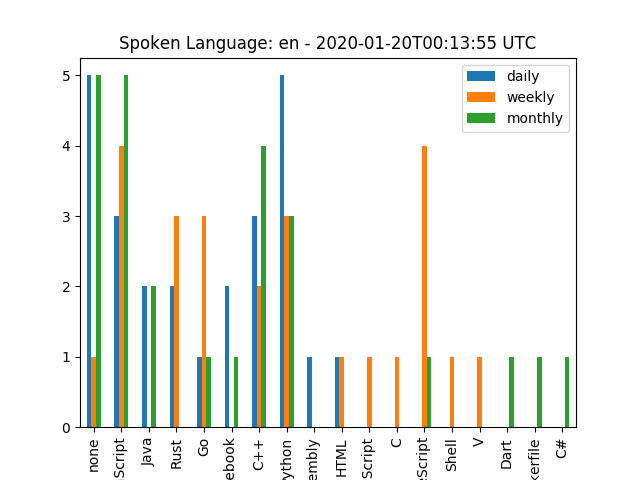 Spoken Language: en - 2020-01-20T00:13:55 UTC
daily
weekly
monthly
5
4
3
2
1
0
none
Script
Java
Rust
Go
ebook
C++
ython
embly
HTML
Script
C
eScript
Shell
V
Dart
kerfile
C#